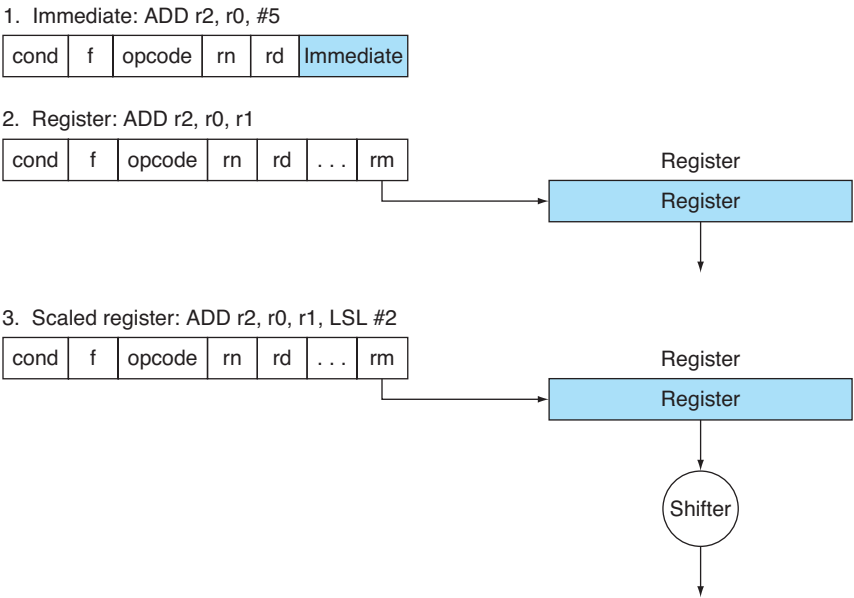 1. Immediate: ADD r2, r0, #5
cond f opcode rn rd Immediate
2. Register: ADD r2, r0, r1
cond f opcode rn rd . . . rm
Register
Register
3. Scaled register: ADD r2, r0, r1, LSL #2
cond f opcode rn rd . . . rm
Register
Register
Shifter